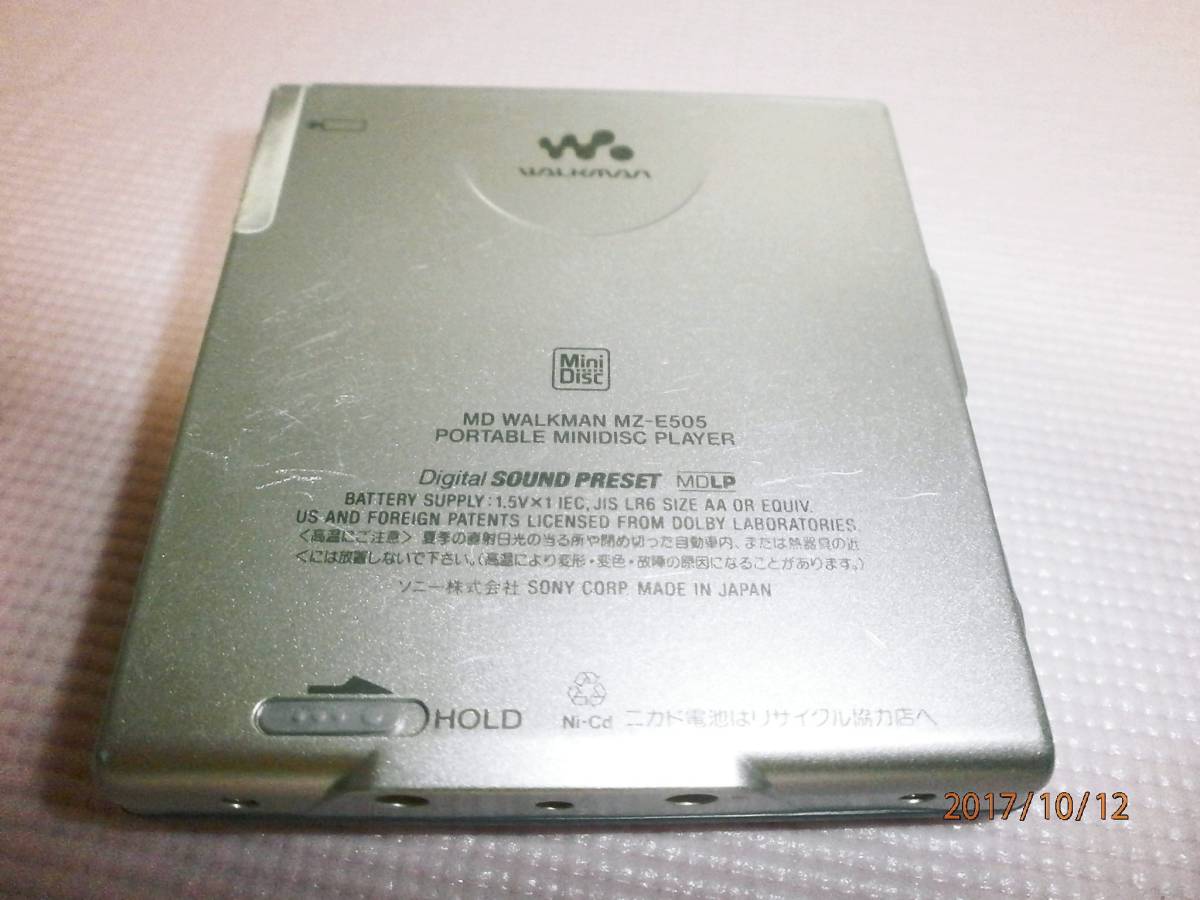 WALKMAN
Mini
Disc
MD WALKMAN MZ-E505
PORTABLE MINIDISC PLAYER
Digital SOUND PRESET MDLP
BATTERY SUPPLY: 1.5V×1 IEC, JIS LR6 SIZE AA OR EQUIV.
US AND FOREIGN PATENTS LICENSED FROM DOLBY LABORATORIES.
〈高温にご注意〉 夏季の直射日光の当る所や閉め切った自動車内、または熱器具の近
くには放置しないで下さい。(高温により変形・変色・故障の原因になることがあります。)
ソニー株式会社 SONY CORP. MADE IN JAPAN
HOLD
Ni-Cd ニカド電池はリサイクル協力店へ
2017/10/12